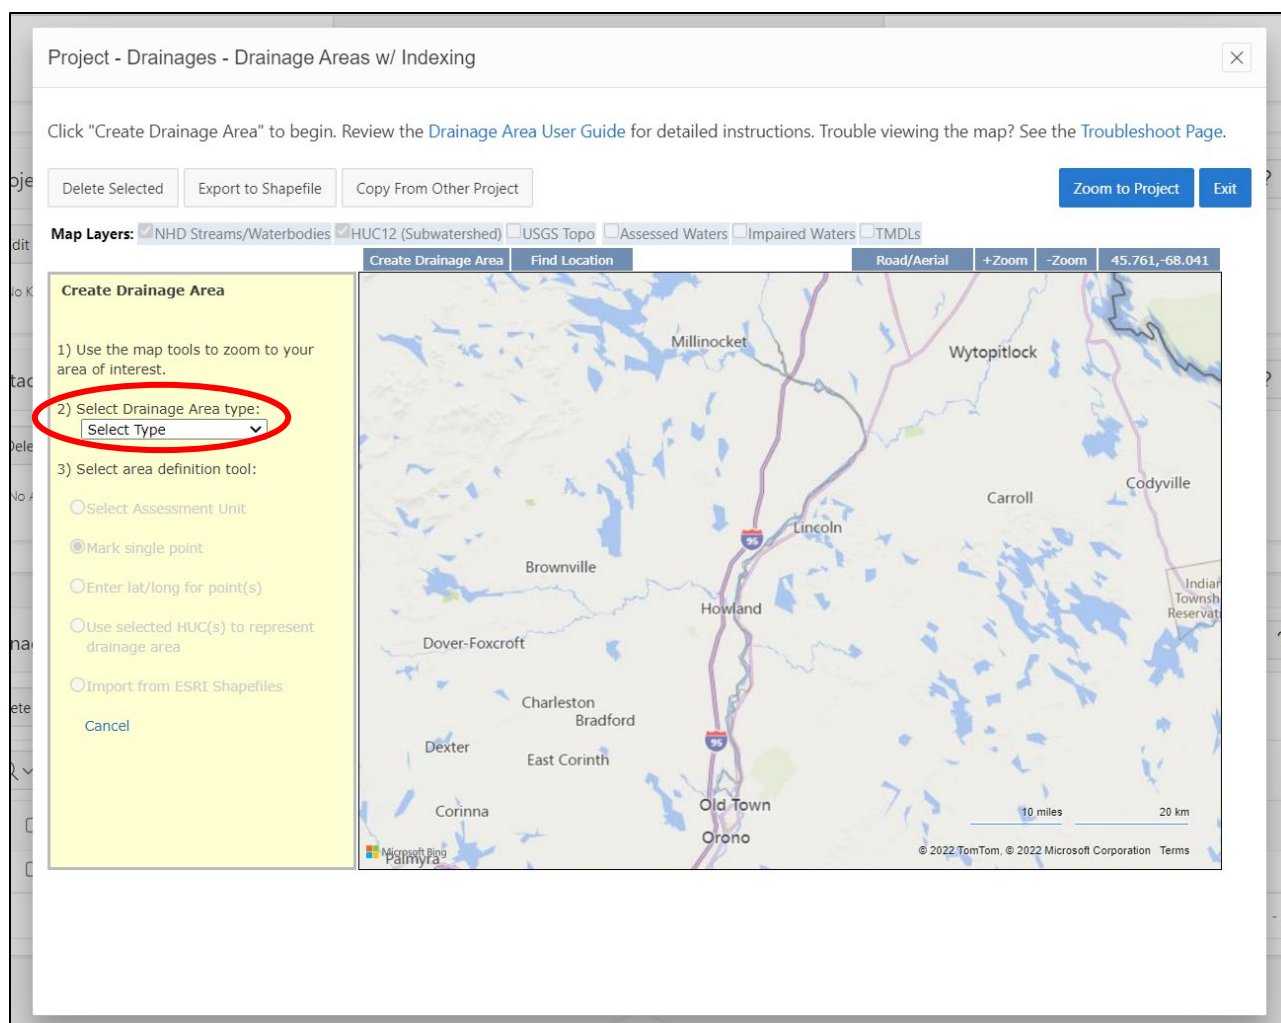 Project - Drainages - Drainage Areas w/ Indexing
Click "Create Drainage Area" to begin. Review the Drainage Area User Guide for detailed instructions. Trouble viewing the map? See the Troubleshoot Page.
Delete Selected Export to Shapefile Copy From Other Project Zoom to Project Exit
Map Layers: NHD Streams/Waterbodies HUC12 (Subwatershed) USGS Topo Assessed Waters Impaired Waters TMDLs
Create Drainage Area Find Location Road/Aerial +Zoom -Zoom 45.761,-68.041
Create Drainage Area
1) Use the map tools to zoom to your
area of interest.
2) Select Drainage Area type:
Select Type
3) Select area definition tool:
Select Assessment Unit
Mark single point
Enter lat/long for point(s)
Use selected HUC(s) to represent
drainage area
Import from ESRI Shapefiles
Cancel
Millinocket
Wytopitlock
Codyville
Carroll
Lincoln
95
Brownville
Indian
Townsh
Reservat
Howland
Dover-Foxcroft
Charleston
Bradford
95
Dexter
East Corinth
Old Town
Corinna
10 miles 20 km
Orono
Microsoft Bing
Palmyra
© 2022 TomTom, © 2022 Microsoft Corporation Terms